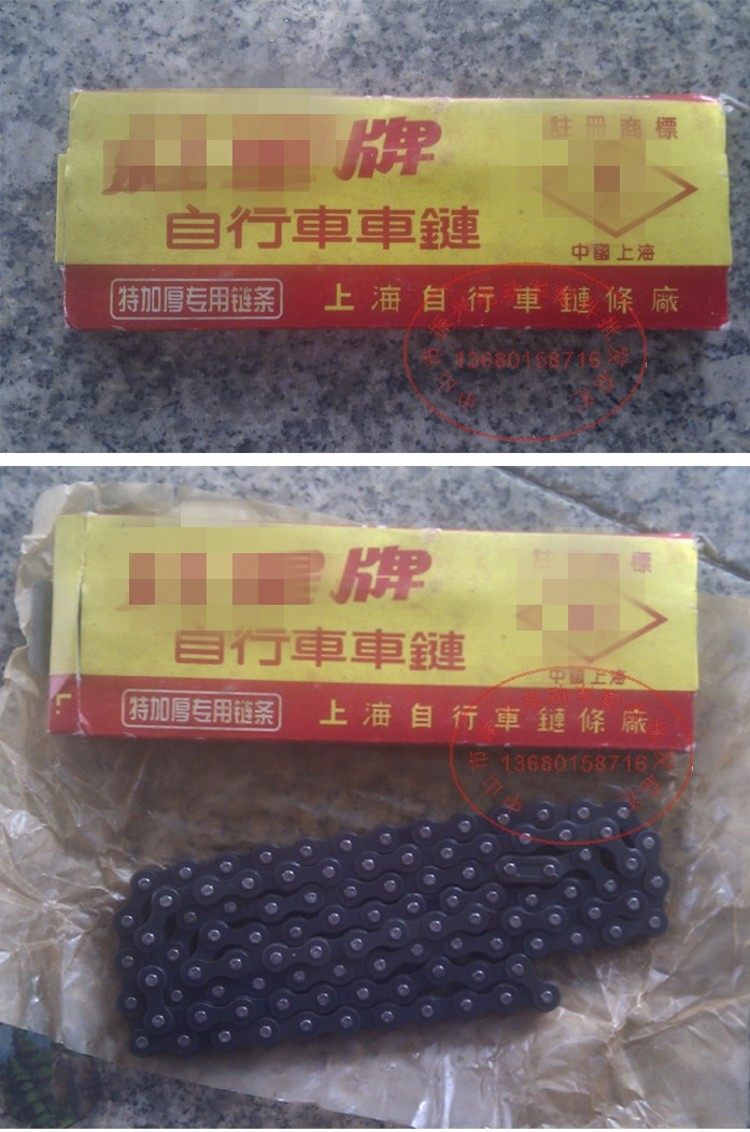 牌
註冊商標
自行車車鏈
中國上海
特加厚专用链条
上海自行車鏈條廠
13680158716
牌
註冊商標
自行車車鏈
中國上海
特加厚专用链条
上海自行車鏈條廠
13680158716